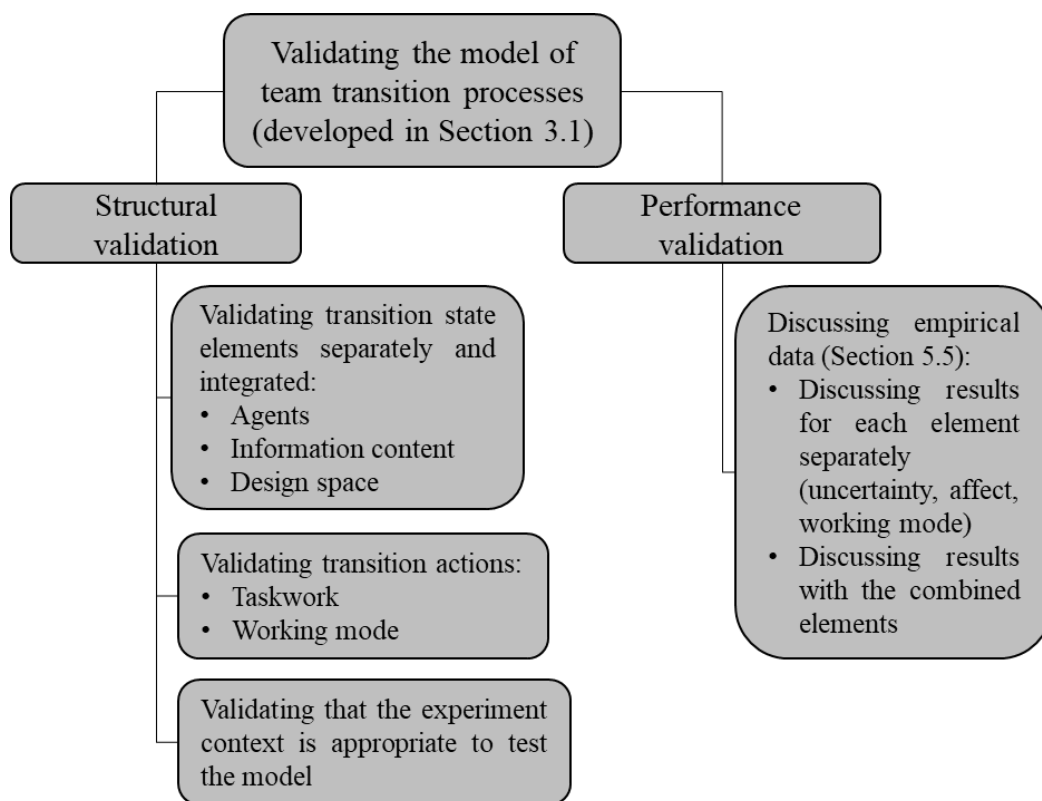 Validating the model of
team transition processes
(developed in Section 3.1)
Structural
validation
Performance
validation
Validating transition state
elements separately and
integrated:
• Agents
• Information content
• Design space
Validating transition actions:
• Taskwork
• Working mode
Validating that the experiment
context is appropriate to test
the model
Discussing empirical
data (Section 5.5):
• Discussing results
for each element
separately
(uncertainty, affect,
working mode)
• Discussing results
with the combined
elements